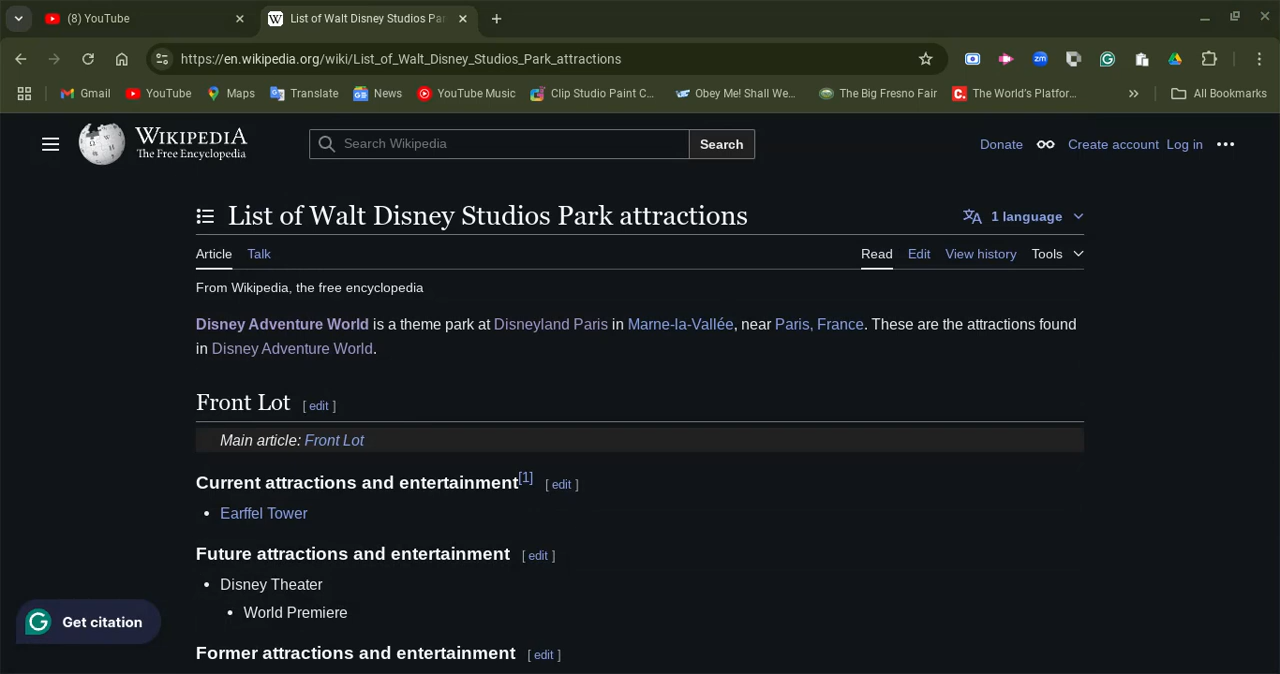 (8) YouTube
List of Walt Disney Studios Par
https://en.wikipedia.org/wiki/List_of_Walt_Disney_Studios_Park_attractions
Gmail YouTube Maps Translate News YouTube Music Clip Studio Paint C... Obey Me! Shall We... The Big Fresno Fair The World's Platfor... All Bookmarks
WIKIPEDIA
The Free Encyclopedia
Search Wikipedia Search
Donate Create account Log in
List of Walt Disney Studios Park attractions 1 language
Article Talk Read Edit View history Tools
From Wikipedia, the free encyclopedia
Disney Adventure World is a theme park at Disneyland Paris in Marne-la-Vallée, near Paris, France. These are the attractions found
in Disney Adventure World.
Front Lot [ edit ]
Main article: Front Lot
Current attractions and entertainment[1] [ edit ]
• Earffel Tower
Future attractions and entertainment [ edit ]
• Disney Theater
• World Premiere
Get citation
Former attractions and entertainment [ edit ]